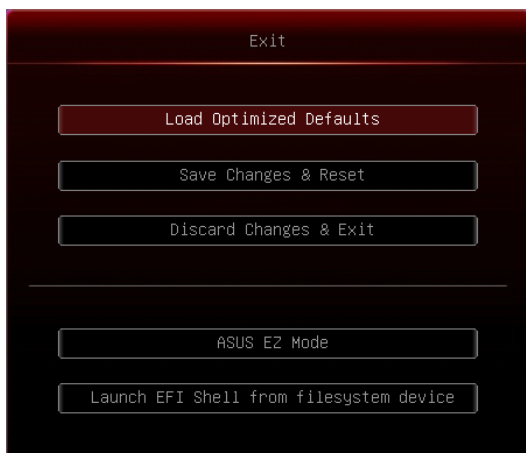 Exit
Load Optimized Defaults
Save Changes & Reset
Discard Changes & Exit
ASUS EZ Mode
Launch EFI Shell from filesystem device